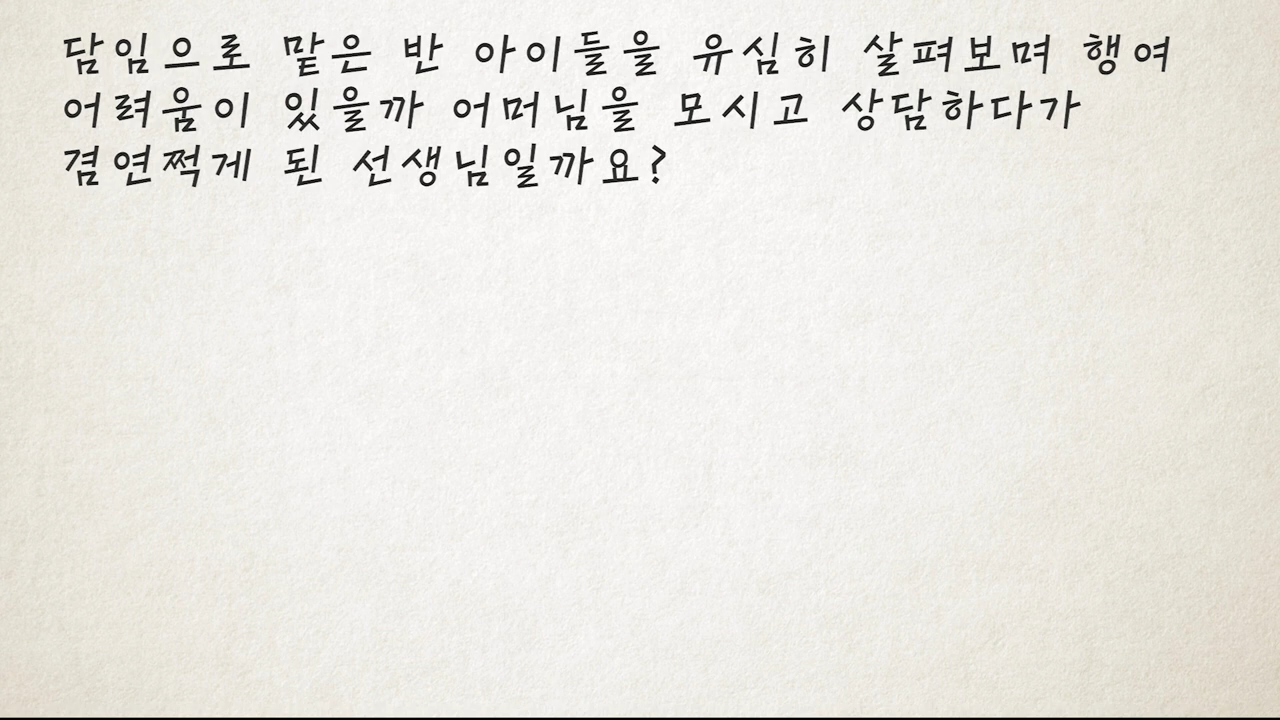 담임으로 맡은 반 아이들을 유심히 살펴보며 행여
어려움이 있을까 어머님을 모시고 상담하다가
겸연쩍게 된 선생님일까요?